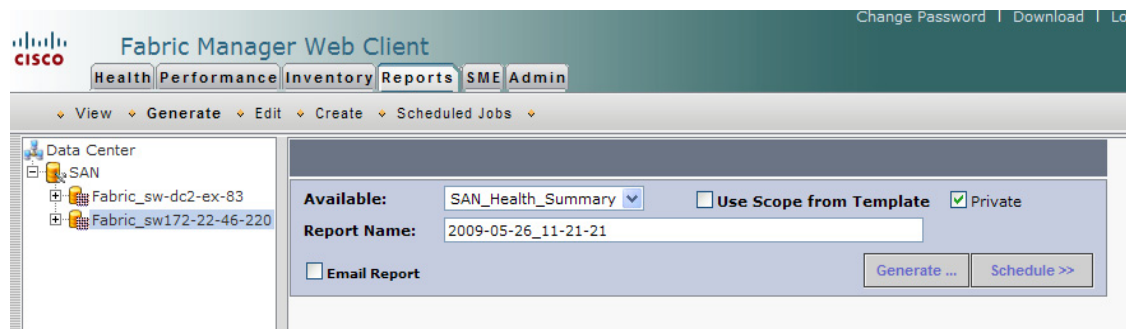 Change Password | Download |
cisco
Fabric Manager Web Client
Health Performance Inventory Reports SME Admin
View Generate Edit Create Scheduled Jobs
Data Center
SAN
Fabric_sw-dc2-ex-83
Fabric_sw172-22-46-220
Available: SAN_Health_Summary Use Scope from Template Private
Report Name: 2009-05-26_11-21-21
Email Report Generate ... Schedule >>